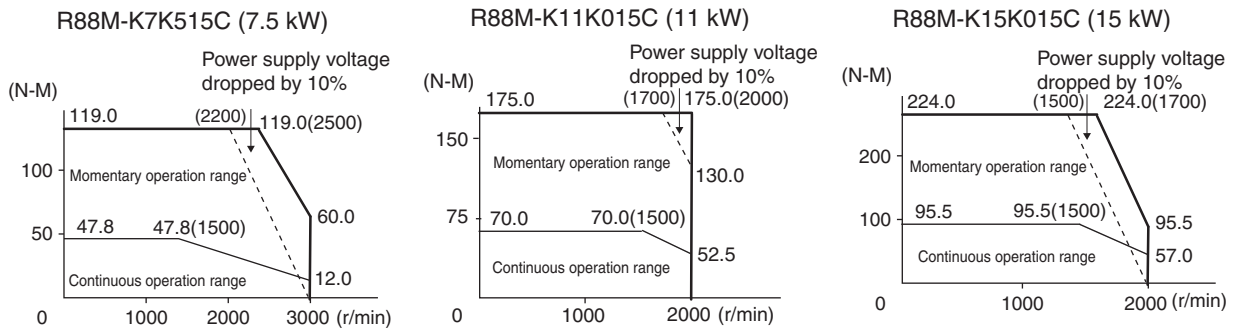 R88M-K7K515C (7.5 kW)
Power supply voltage
dropped by 10%
(N-M)
119.0
(2200)
119.0(2500)
100
Momentary operation range
60.0
47.8
47.8(1500)
50
12.0
Continuous operation range
0
1000
2000
3000
(r/min)
R88M-K11K015C (11 kW)
Power supply voltage
dropped by 10%
(N-M)
175.0
(1700)
175.0(2000)
150
Momentary operation range
130.0
75
70.0
70.0(1500)
52.5
Continuous operation range
0
1000
2000
(r/min)
R88M-K15K015C (15 kW)
Power supply voltage
dropped by 10%
(N-M)
224.0
(1500)
224.0(1700)
200
Momentary operation range
100
95.5
95.5(1500)
95.5
57.0
Continuous operation range
0
1000
2000
(r/min)